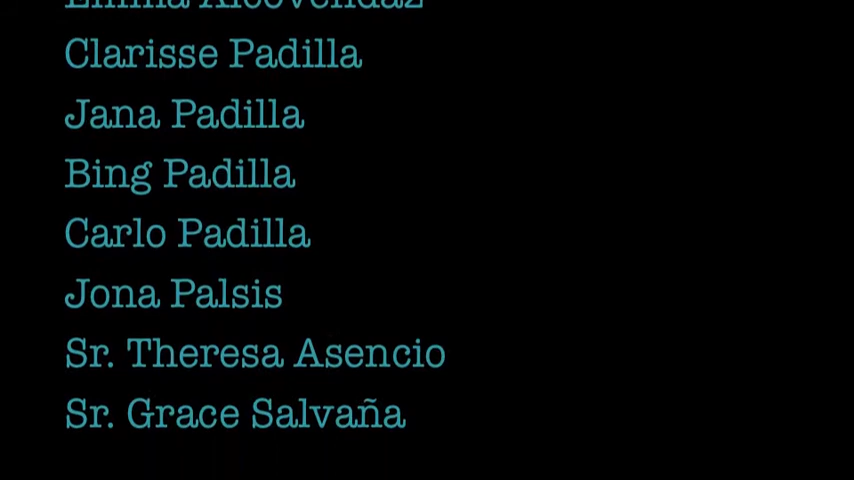 Clarisse Padilla
Jana Padilla
Bing Padilla
Carlo Padilla
Jona Palsis
Sr. Theresa Asencio
Sr. Grace Salvaña